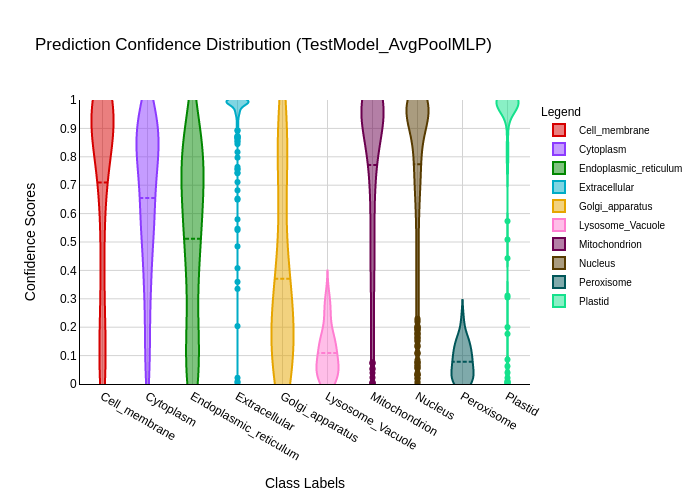 Prediction Confidence Distribution (TestModel_AvgPoolMLP)
Confidence Scores
1
0.9
0.8
0.7
0.6
0.5
0.4
0.3
0.2
0.1
0
Cell_membrane
Cytoplasm
Endoplasmic_reticulum
Extracellular
Golgi_apparatus
Lysosome_Vacuole
Mitochondrion
Nucleus
Peroxisome
Plastid
Class Labels
Legend
Cell_membrane
Cytoplasm
Endoplasmic_reticulum
Extracellular
Golgi_apparatus
Lysosome_Vacuole
Mitochondrion
Nucleus
Peroxisome
Plastid